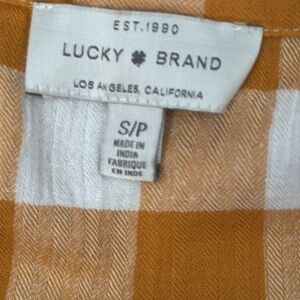 EST.1990
LUCKY BRAND
LOS ANGELES, CALIFORNIA
S/P
MADE IN
INDIA
FABRIQUE
EN INDE